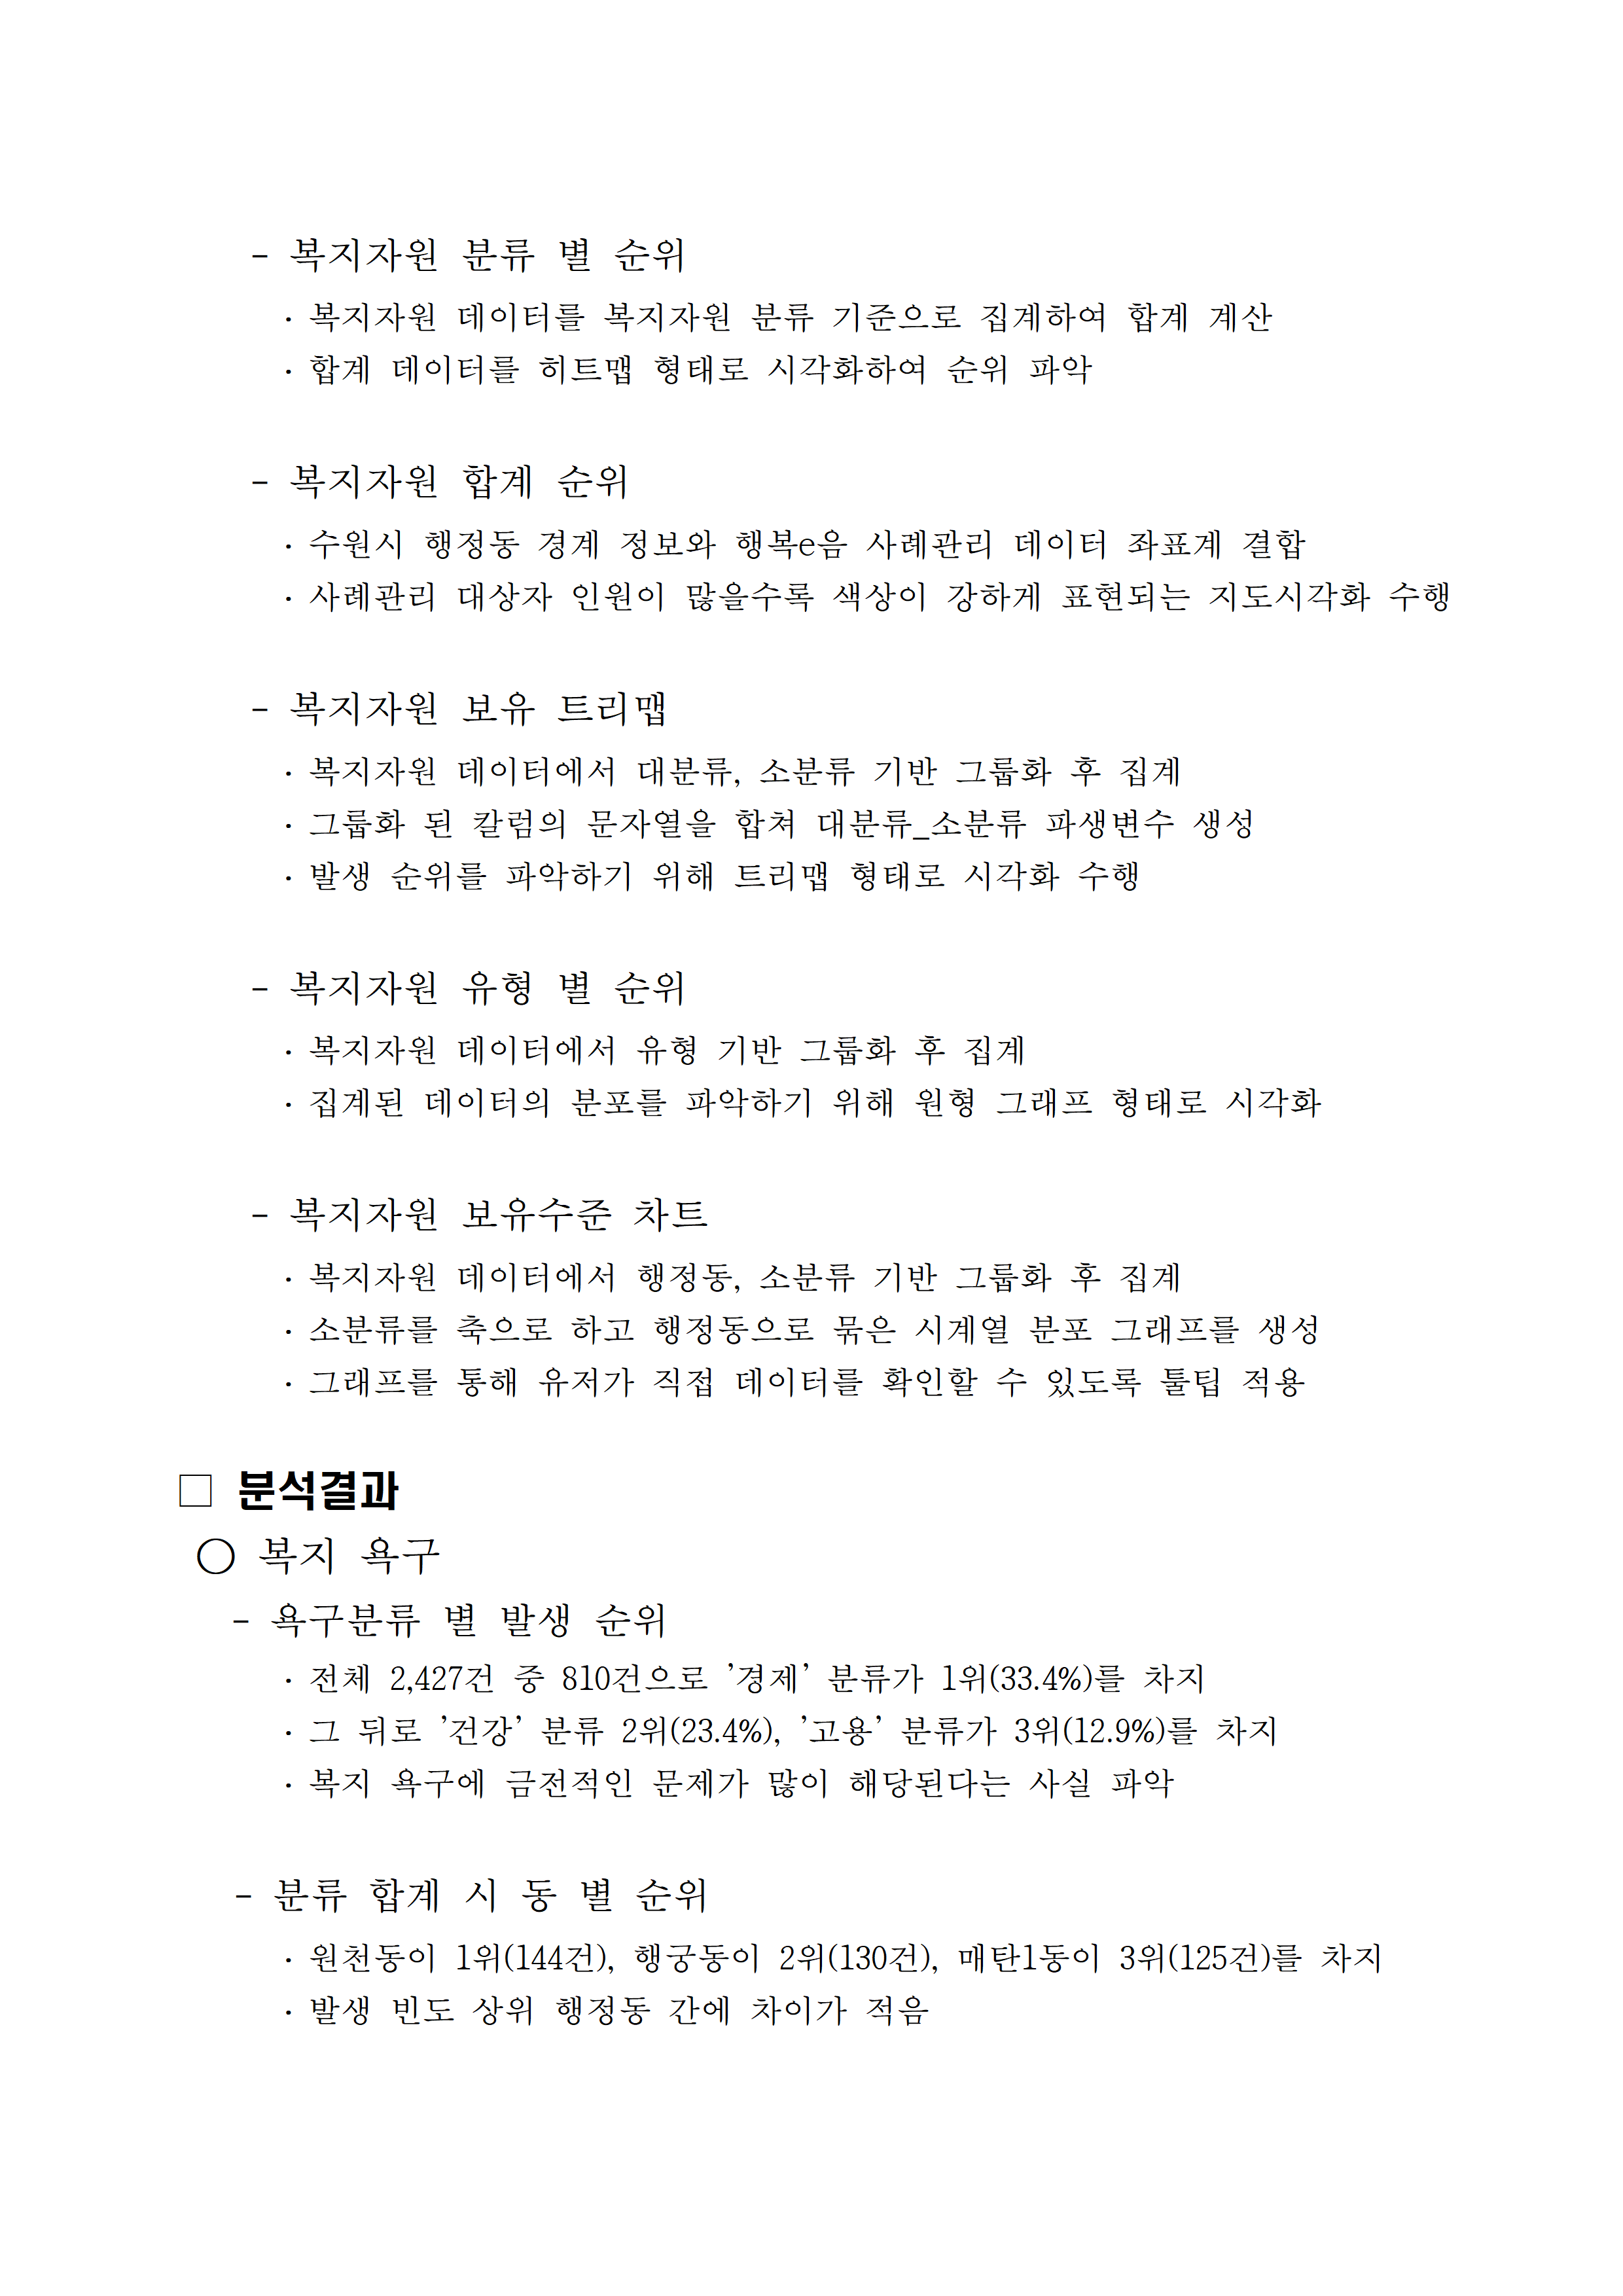 - 복지자원 분류 별 순위
· 복지자원 데이터를 복지자원 분류 기준으로 집계하여 합계 계산
· 합계 데이터를 히트맵 형태로 시각화하여 순위 파악
- 복지자원 합계 순위
· 수원시 행정동 경계 정보와 행복e음 사례관리 데이터 좌표계 결합
· 사례관리 대상자 인원이 많을수록 색상이 강하게 표현되는 지도시각화 수행
- 복지자원 보유 트리맵
· 복지자원 데이터에서 대분류, 소분류 기반 그룹화 후 집계
· 그룹화 된 칼럼의 문자열을 합쳐 대분류_소분류 파생변수 생성
· 발생 순위를 파악하기 위해 트리맵 형태로 시각화 수행
- 복지자원 유형 별 순위
· 복지자원 데이터에서 유형 기반 그룹화 후 집계
· 집계된 데이터의 분포를 파악하기 위해 원형 그래프 형태로 시각화
- 복지자원 보유수준 차트
· 복지자원 데이터에서 행정동, 소분류 기반 그룹화 후 집계
· 소분류를 축으로 하고 행정동으로 묶은 시계열 분포 그래프를 생성
· 그래프를 통해 유저가 직접 데이터를 확인할 수 있도록 툴팁 적용
□ 분석결과
○ 복지 욕구
- 욕구분류 별 발생 순위
· 전체 2,427건 중 810건으로 ’경제’ 분류가 1위(33.4%)를 차지
· 그 뒤로 ’건강’ 분류 2위(23.4%), ’고용’ 분류가 3위(12.9%)를 차지
· 복지 욕구에 금전적인 문제가 많이 해당된다는 사실 파악
- 분류 합계 시 동 별 순위
· 원천동이 1위(144건), 행궁동이 2위(130건), 매탄1동이 3위(125건)를 차지
· 발생 빈도 상위 행정동 간에 차이가 적음